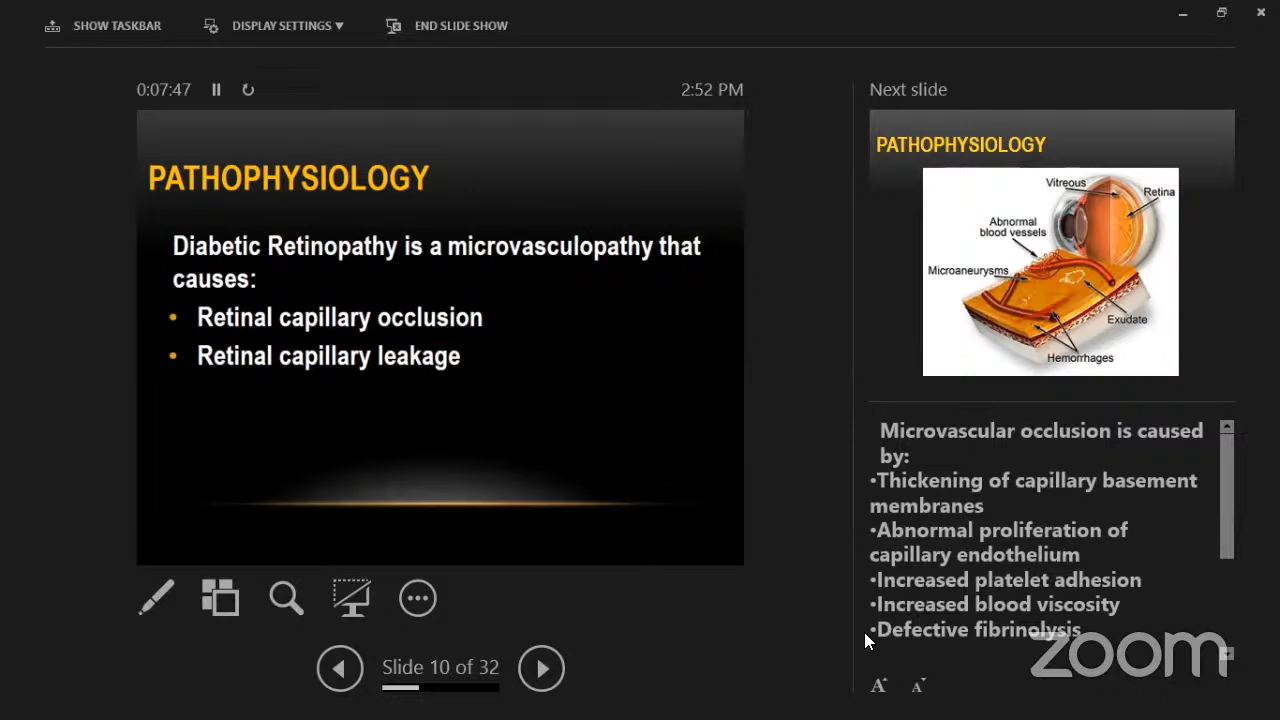 SHOW TASKBAR
DISPLAY SETTINGS ▼
END SLIDE SHOW
0:07:47
2:52 PM
PATHOPHYSIOLOGY
Diabetic Retinopathy is a microvasculopathy that
causes:
• Retinal capillary occlusion
• Retinal capillary leakage
Slide 10 of 32
Next slide
PATHOPHYSIOLOGY
Vitreous
Retina
Abnormal
blood vessels
Microaneurysms
Exudate
Hemorrhages
Microvascular occlusion is caused
by:
•Thickening of capillary basement
membranes
•Abnormal proliferation of
capillary endothelium
•Increased platelet adhesion
•Increased blood viscosity
•Defective fibrinolysis
zoom
A A